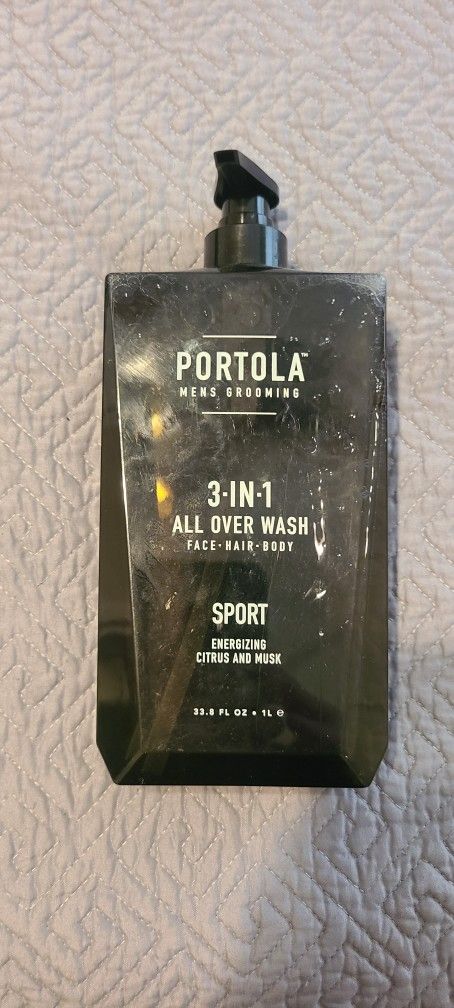 PORTOLA™
MENS GROOMING
3-IN-1
ALL OVER WASH
FACE-HAIR-BODY
SPORT
ENERGIZING
CITRUS AND MUSK
33.8 FL OZ • 1L ℮